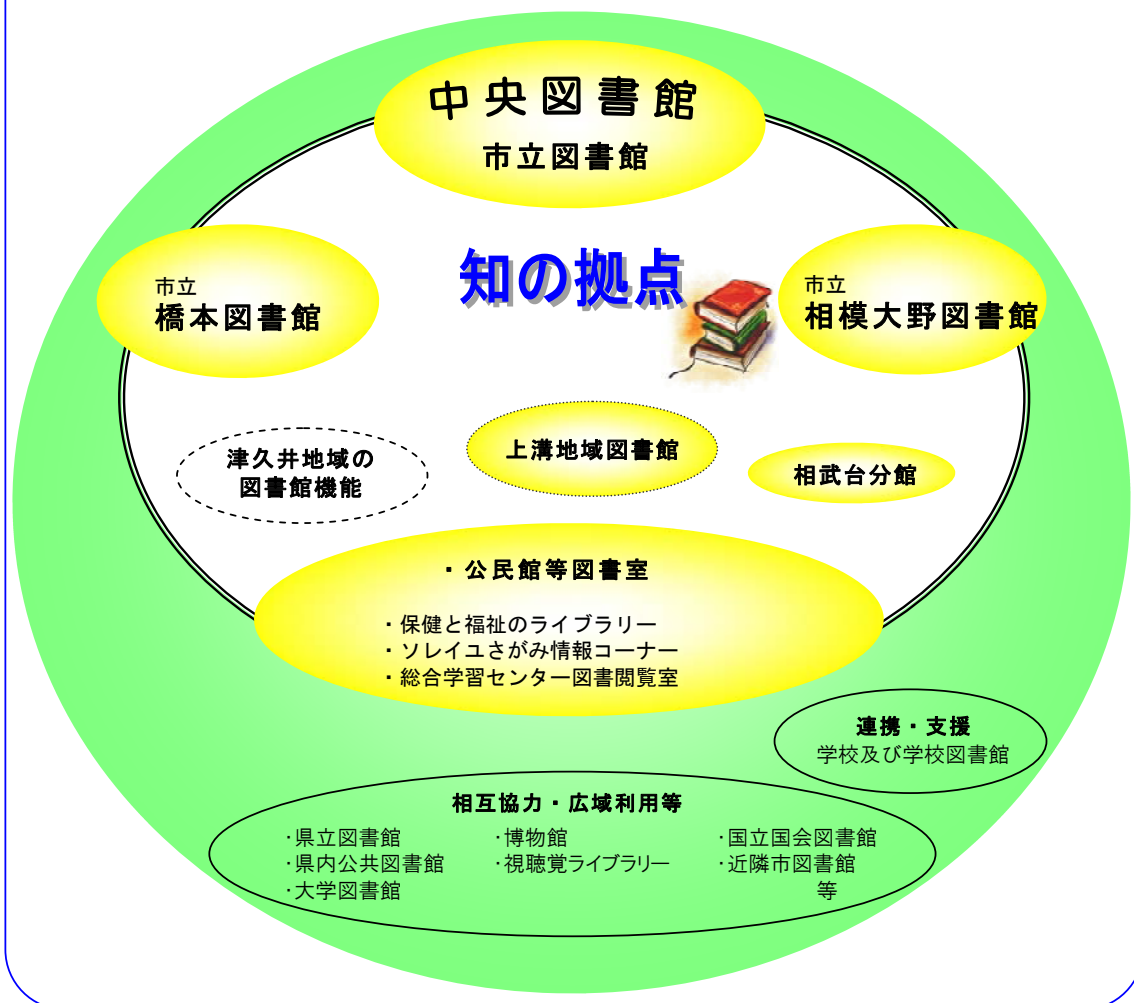 中央図書館
市立図書館
知の拠点
市立
橋本図書館
市立
相模大野図書館
津久井地域の
図書館機能
上溝地域図書館
相武台分館
・公民館等図書室
・保健と福祉のライブラリー
・ソレイユさがみ情報コーナー
・総合学習センター図書閲覧室
連携・支援
学校及び学校図書館
相互協力・広域利用等
・県立図書館
・県内公共図書館
・大学図書館
・博物館
・視聴覚ライブラリー
・国立国会図書館
・近隣市図書館
等